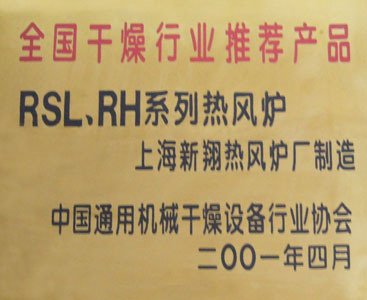 全国干燥行业推荐产品
RSL、RH系列热风炉
上海新翔热风炉厂制造
中国通用机械干燥设备行业协会
二〇〇一年四月